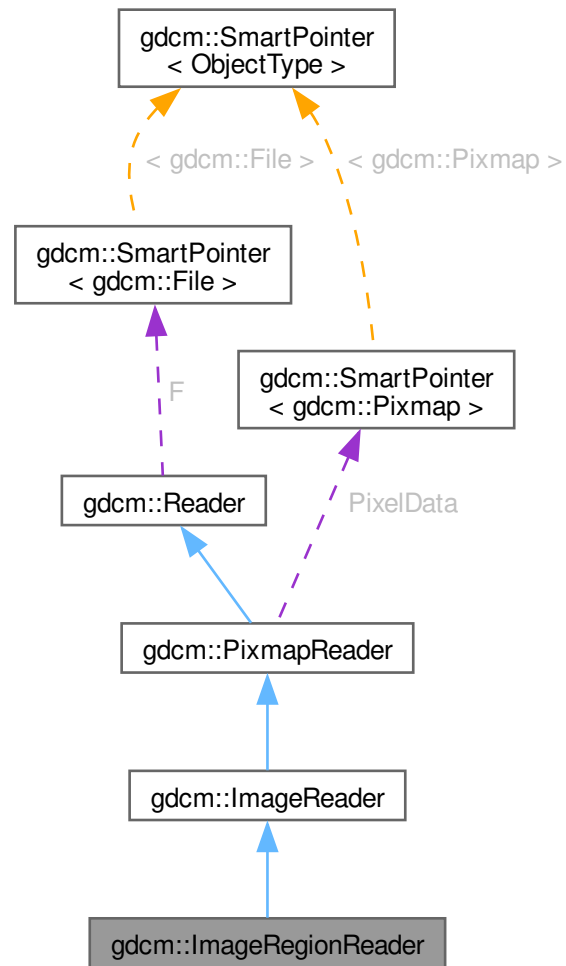 gdcm::SmartPointer
< ObjectType >
< gdcm::File >
< gdcm::Pixmap >
gdcm::SmartPointer
< gdcm::File >
gdcm::SmartPointer
< gdcm::Pixmap >
F
gdcm::Reader
PixelData
gdcm::PixmapReader
gdcm::ImageReader
gdcm::ImageRegionReader